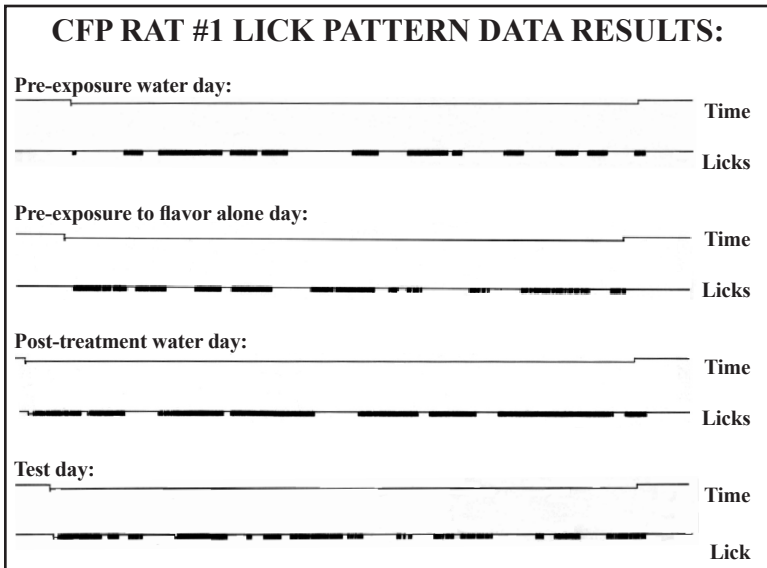 CFP RAT #1 LICK PATTERN DATA RESULTS:
Pre-exposure water day:
Time
Licks
Pre-exposure to flavor alone day:
Time
Licks
Post-treatment water day:
Time
Licks
Test day:
Time
Lick